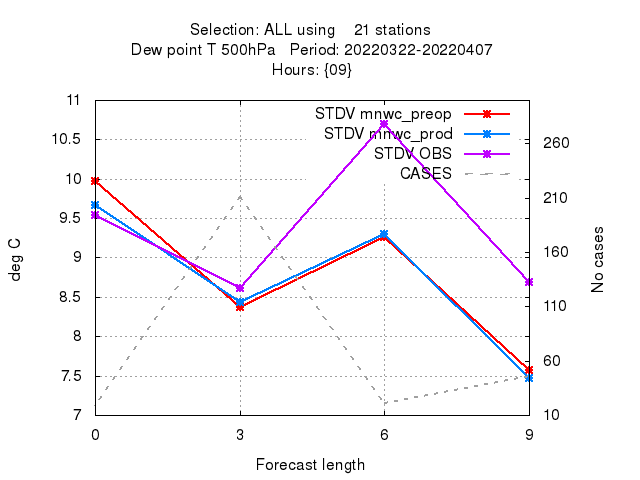 Selection: ALL using    21 stations
Dew point T 500hPa   Period: 20220322-20220407
Hours: {09}
STDV mnwc_preop
STDV mnwc_prod
STDV OBS
CASES
deg C
11
10.5
10
9.5
9
8.5
8
7.5
7
260
210
160
110
60
10
No cases
0 3 6 9
Forecast length